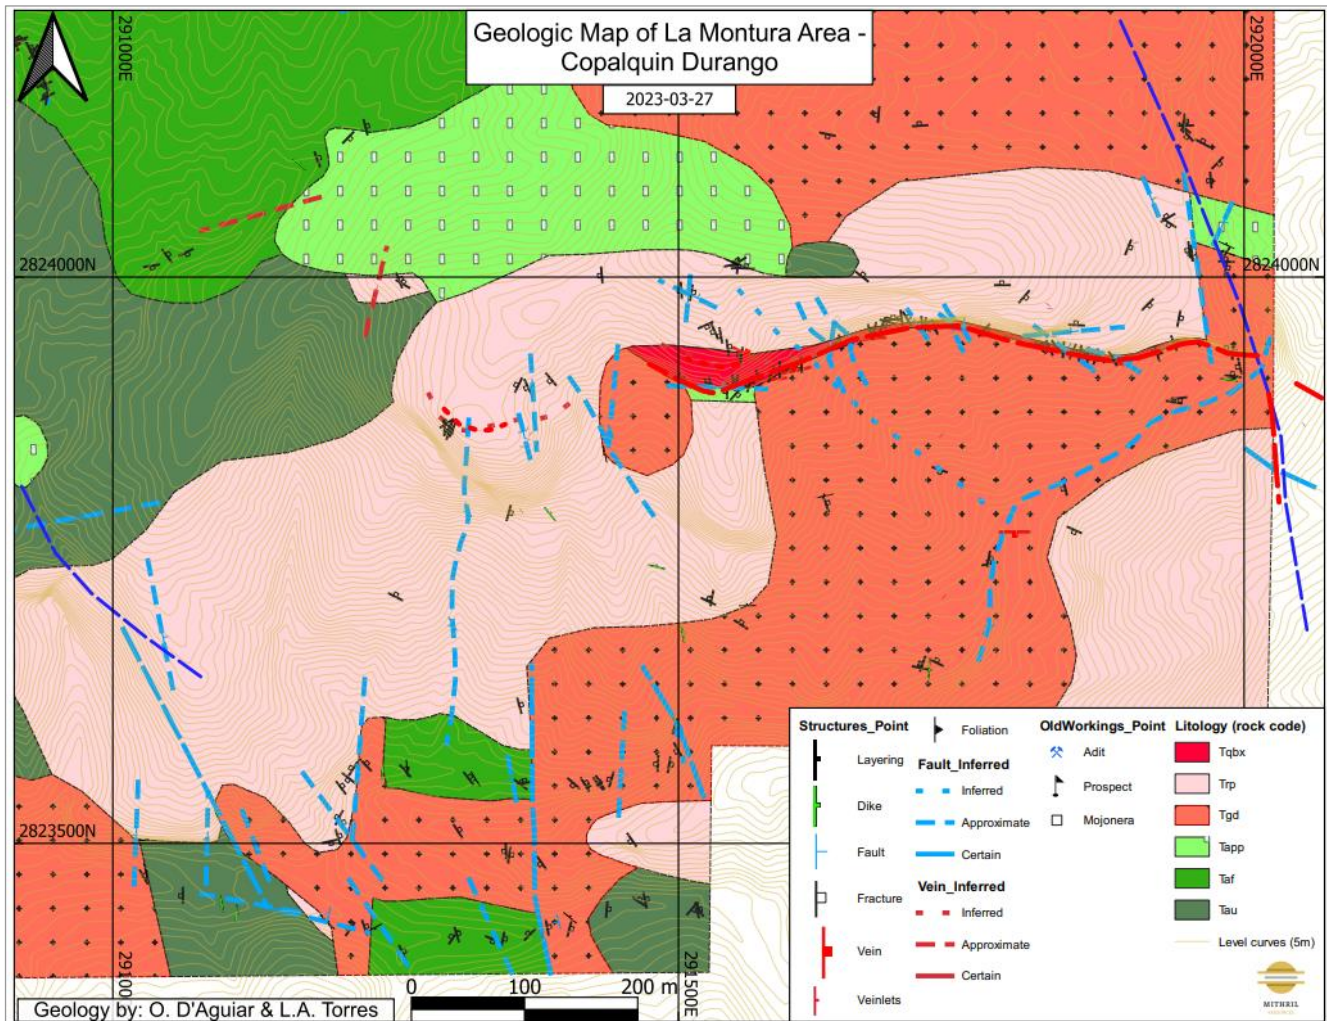 Geologic Map of La Montura Area -
Copalquin Durango
2023-03-27
291000E
292000E
2824000N
2824000N
2823500N
291500E
Structures_Point
Layering
Dike
Fault
Fracture
Vein
Veinlets
Foliation
Fault_Inferred
Inferred
Approximate
Certain
Vein_Inferred
Inferred
Approximate
Certain
OldWorkings_Point
Adit
Prospect
Mojonera
Litology (rock code)
Tqbx
Trp
Tgd
Tapp
Taf
Tau
Level curves (5m)
MITHRIL
0 100 200 m
Geology by: O. D'Aguiar & L.A. Torres